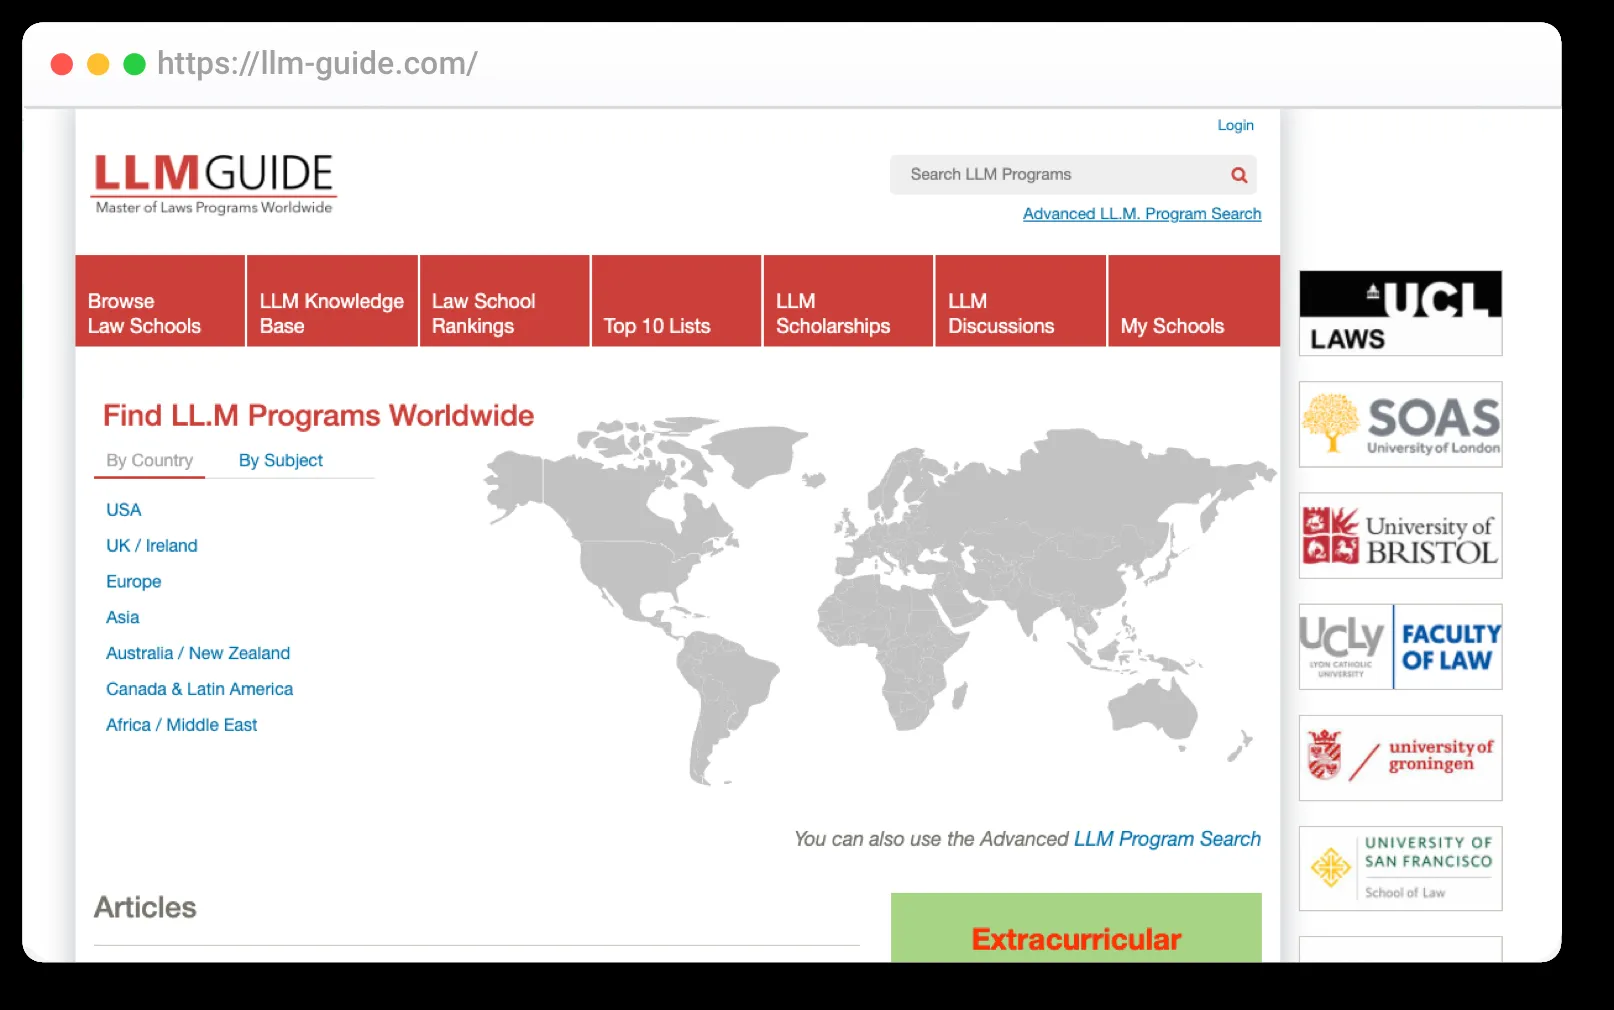 https://llm-guide.com/
Login
LLMGUIDE
Master of Laws Programs Worldwide
Search LLM Programs
Advanced LL.M. Program Search
Browse
Law Schools
LLM Knowledge
Base
Law School
Rankings
Top 10 Lists
LLM
Scholarships
LLM
Discussions
My Schools
Find LL.M Programs Worldwide
By Country
By Subject
USA
UK / Ireland
Europe
Asia
Australia / New Zealand
Canada & Latin America
Africa / Middle East
You can also use the Advanced LLM Program Search
Articles
Extracurricular
UCL
LAWS
SOAS
University of London
University of
BRISTOL
UCLy
LYON CATHOLIC
UNIVERSITY
FACULTY
OF LAW
university of
groningen
UNIVERSITY OF
SAN FRANCISCO
School of Law